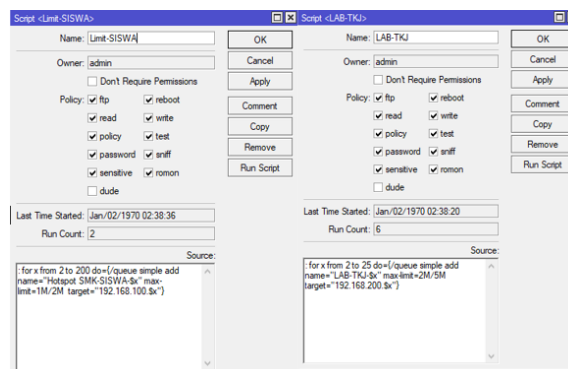 Script <Limit-SISWA>
Name: Limit-SISWA
OK
Owner: admin
Cancel
Don't Require Permissions
Apply
Policy: ftp reboot
Comment
read write
Copy
policy test
Remove
password sniff
Run Script
sensitive romon
dude
Last Time Started: Jan/02/1970 02:38:36
Run Count: 2
Source:
: for x from 2 to 200 do={/queue simple add
name="Hotspot SMK-SISWA-$x" max-
limit=1M/2M target="192.168.100.$x"}
Script <LAB-TKJ>
Name: LAB-TKJ
OK
Owner: admin
Cancel
Don't Require Permissions
Apply
Policy: ftp reboot
Comment
read write
Copy
policy test
Remove
password sniff
Run Script
sensitive romon
dude
Last Time Started: Jan/02/1970 02:38:20
Run Count: 6
Source:
: for x from 2 to 25 do={/queue simple add
name="LAB-TKJ-$x" max-limit=2M/5M
target="192.168.200.$x"}